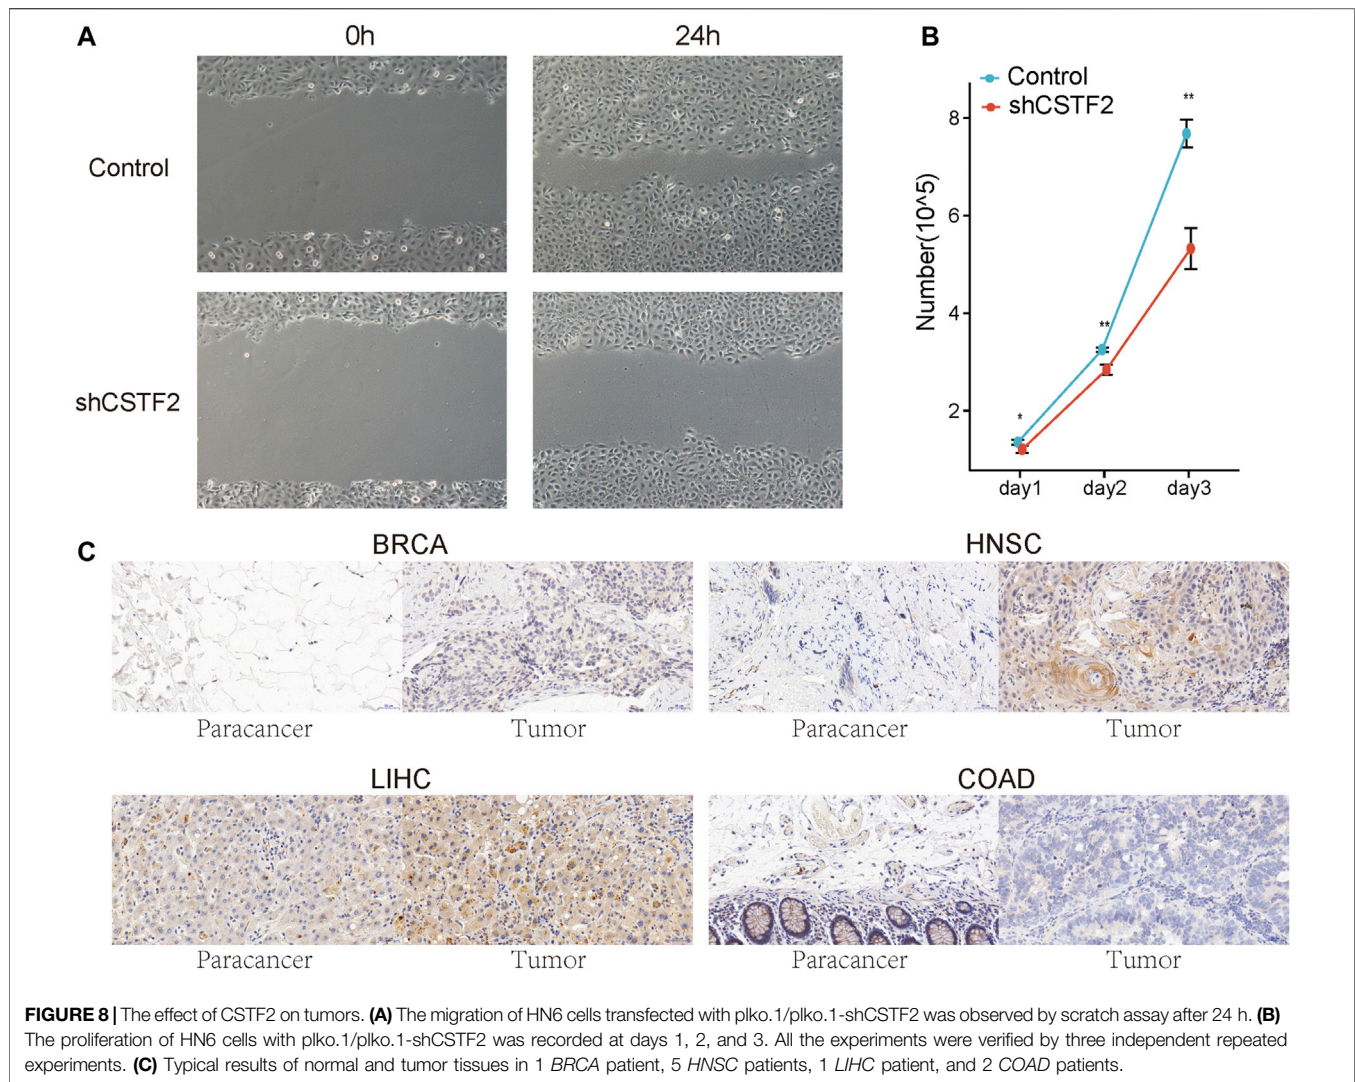 A
0h
24h
B
Control
shCSTF2
Control
shCSTF2
Number(10^5)
8
6
4
2
**
**
*
day1
day2
day3
C
BRCA
HNSC
Paracancer
Tumor
Paracancer
Tumor
LIHC
COAD
Paracancer
Tumor
Paracancer
Tumor
FIGURE 8 | The effect of CSTF2 on tumors. (A) The migration of HN6 cells transfected with plko.1/plko.1-shCSTF2 was observed by scratch assay after 24 h. (B)
The proliferation of HN6 cells with plko.1/plko.1-shCSTF2 was recorded at days 1, 2, and 3. All the experiments were verified by three independent repeated
experiments. (C) Typical results of normal and tumor tissues in 1 BRCA patient, 5 HNSC patients, 1 LIHC patient, and 2 COAD patients.